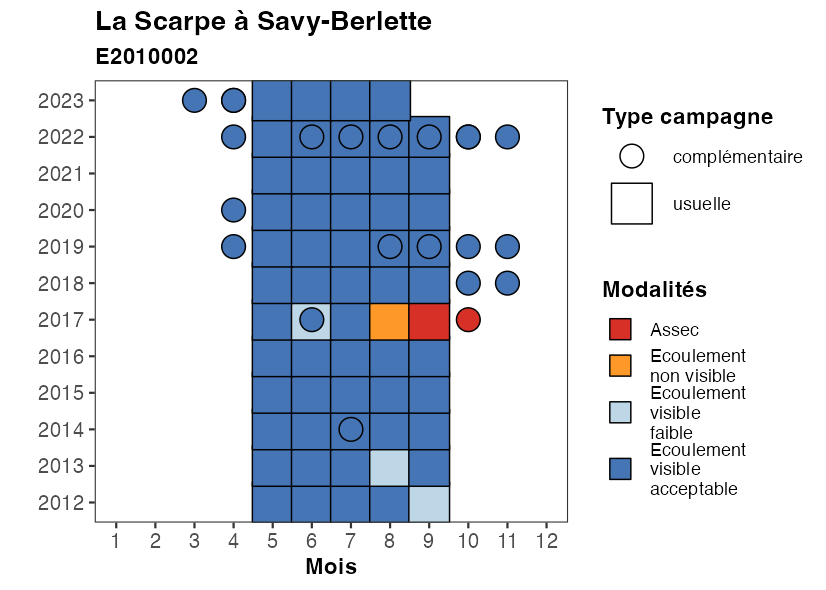 La Scarpe à Savy-Berlette
E2010002
2023
2022
2021
2020
2019
2018
2017
2016
2015
2014
2013
2012
1 2 3 4 5 6 7 8 9 10 11 12
Mois
Type campagne
complémentaire
usuelle
Modalités
Assec
Ecoulement
non visible
Ecoulement
visible
faible
Ecoulement
visible
acceptable